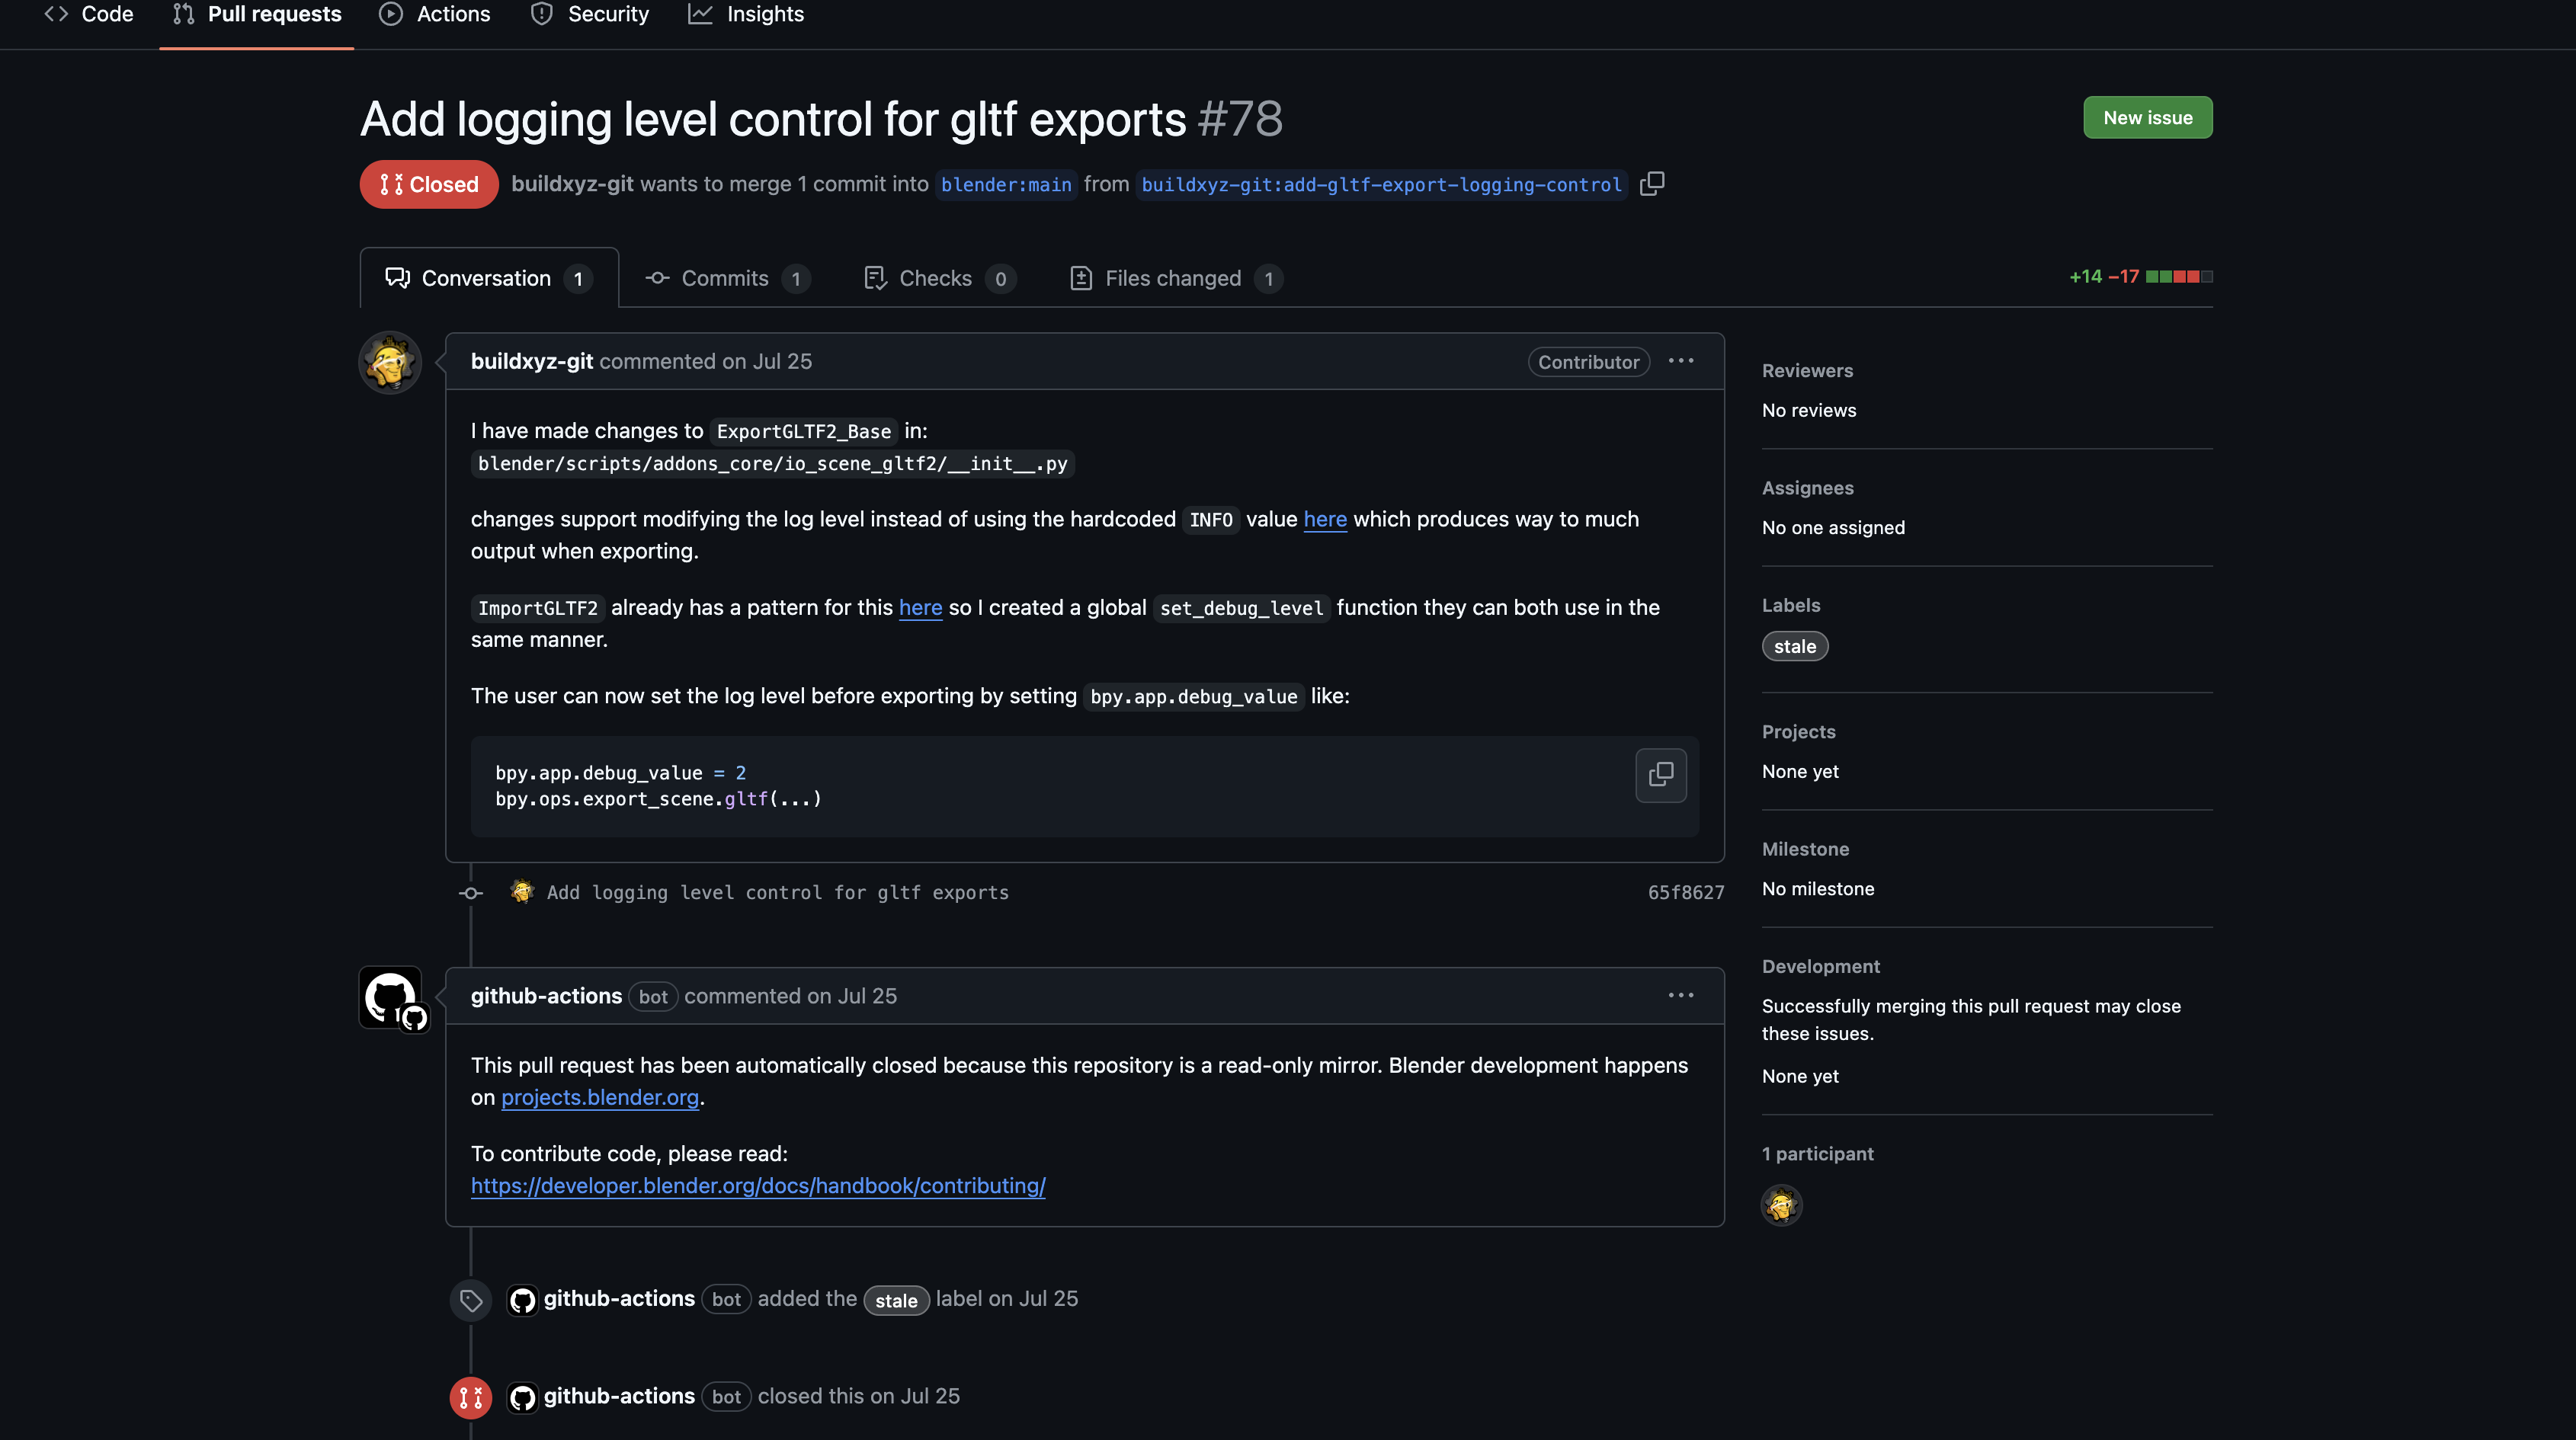 Code Pull requests Actions Security Insights
Add logging level control for gltf exports #78
New issue
Closed buildxyz-git wants to merge 1 commit into blender:main from buildxyz-git:add-gltf-export-logging-control
Conversation 1 Commits 1 Checks 0 Files changed 1
+14 −17
buildxyz-git commented on Jul 25
Contributor
I have made changes to ExportGLTF2_Base in:
blender/scripts/addons_core/io_scene_gltf2/__init__.py
changes support modifying the log level instead of using the hardcoded INFO value here which produces way to much
output when exporting.
ImportGLTF2 already has a pattern for this here so I created a global set_debug_level function they can both use in the
same manner.
The user can now set the log level before exporting by setting bpy.app.debug_value like:
bpy.app.debug_value = 2
bpy.ops.export_scene.gltf(...)
Add logging level control for gltf exports 65f8627
github-actions bot commented on Jul 25
This pull request has been automatically closed because this repository is a read-only mirror. Blender development happens
on projects.blender.org.
To contribute code, please read:
https://developer.blender.org/docs/handbook/contributing/
github-actions bot added the stale label on Jul 25
github-actions bot closed this on Jul 25
Reviewers
No reviews
Assignees
No one assigned
Labels
stale
Projects
None yet
Milestone
No milestone
Development
Successfully merging this pull request may close
these issues.
None yet
1 participant